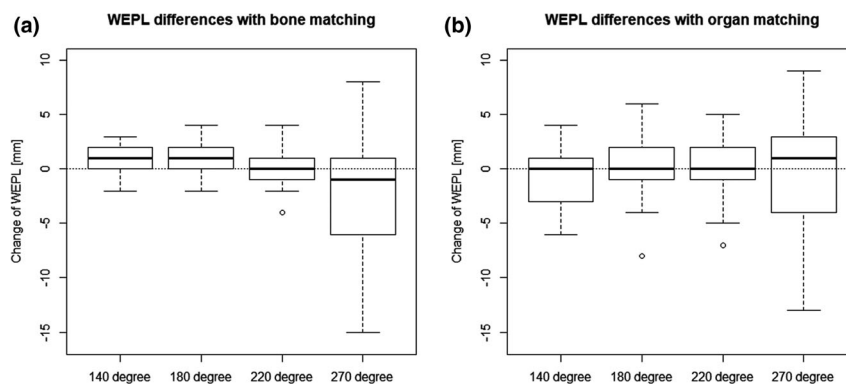 (a)
WEPL differences with bone matching
Change of WEPL [mm]
10
5
0
-5
-10
-15
140 degree 180 degree 220 degree 270 degree
(b)
WEPL differences with organ matching
Change of WEPL [mm]
10
5
0
-5
-10
-15
140 degree 180 degree 220 degree 270 degree